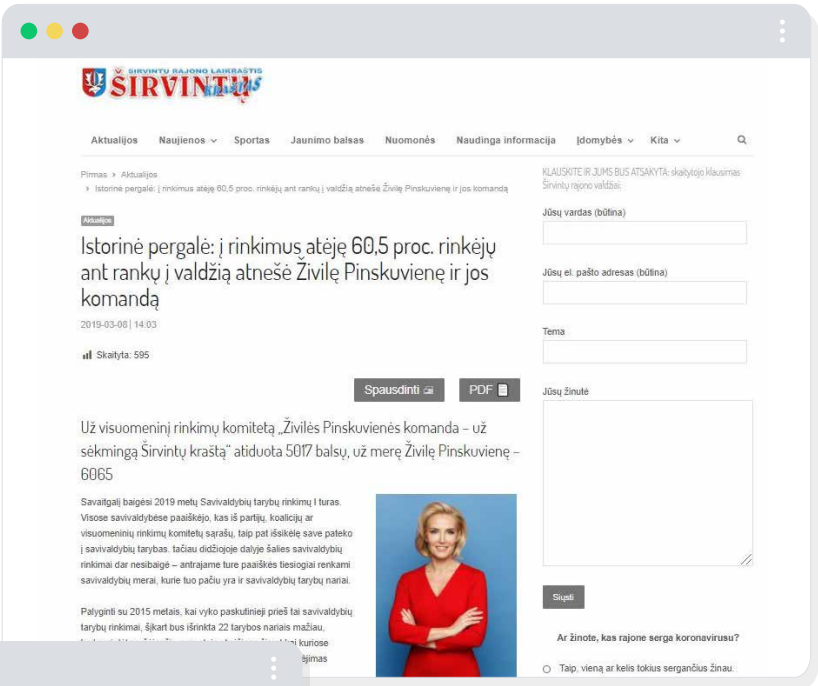 ŠIRVINTŲ RAJONO LAIKRAŠTIS
ŠIRVINTŲ
KRAŠTAS
Aktualijos Naujienos Sportas Jaunimo balsas Nuomonės Naudinga informacija Įdomybės Kita
Pirmas > Aktualijos
> Istorinė pergalė: į rinkimus atėję 60,5 proc. rinkėjų ant rankų į valdžią atnešė Živilę Pinskuvienę ir jos komandą
Aktualijos
Istorinė pergalė: į rinkimus atėję 60,5 proc. rinkėjų
ant rankų į valdžią atnešė Živilę Pinskuvienę ir jos
komandą
2019-03-08 | 14:03
Skaityta: 595
Spausdinti PDF
Už visuomeninį rinkimų komitetą „Živilės Pinskuvienės komanda – už
sėkmingą Širvintų kraštą“ atiduota 5017 balsų, už merę Živilę Pinskuvienę –
6065
Savaitgalį baigėsi 2019 metų Savivaldybių tarybų rinkimų I turas.
Visose savivaldybėse paaiškėjo, kas iš partijų, koalicijų ar
visuomeninių rinkimų komitetų sąrašų, taip pat išsikėlę save pateko
į savivaldybių tarybas. tačiau didžiojoje dalyje šalies savivaldybių
rinkimai dar nesibaigė – antrajame ture paaiškės tiesiogiai renkami
savivaldybių merai, kurie tuo pačiu yra ir savivaldybių tarybų nariai.
Palyginti su 2015 metais, kai vyko paskutinieji prieš tai savivaldybių
tarybų rinkimai, šįkart bus išrinkta 22 tarybos nariais mažiau,
kuriose
KLAUSKITE IR JUMS BUS ATSAKYTA: skaitytojo klausimas
Širvintų rajono valdžiai:
Jūsų vardas (būtina)
Jūsų el. pašto adresas (būtina)
Tema
Jūsų žinutė
Siųsti
Ar žinote, kas rajone serga koronavirusu?
Taip, vieną ar kelis tokius sergančius žinau.